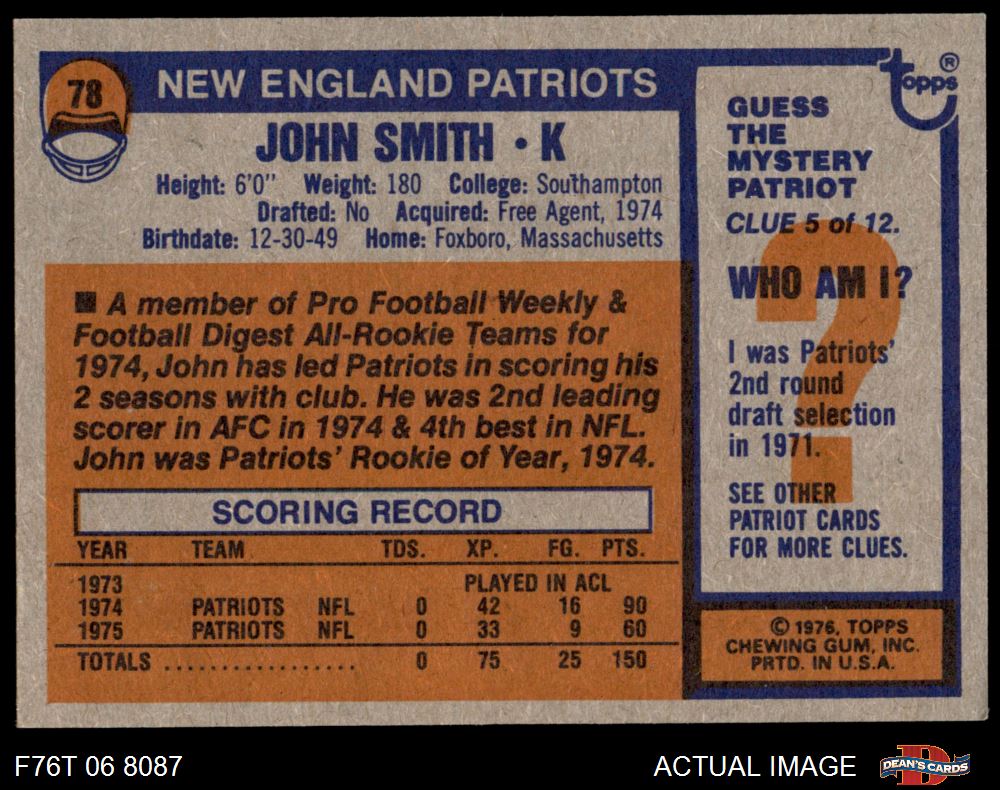 78
NEW ENGLAND PATRIOTS
JOHN SMITH • K
Height: 6'0" Weight: 180 College: Southampton
Drafted: No Acquired: Free Agent, 1974
Birthdate: 12-30-49 Home: Foxboro, Massachusetts
■ A member of Pro Football Weekly &
Football Digest All-Rookie Teams for
1974, John has led Patriots in scoring his
2 seasons with club. He was 2nd leading
scorer in AFC in 1974 & 4th best in NFL.
John was Patriots' Rookie of Year, 1974.
SCORING RECORD
YEAR TEAM TDS. XP. FG. PTS.
1973 PLAYED IN ACL
1974 PATRIOTS NFL 0 42 16 90
1975 PATRIOTS NFL 0 33 9 60
TOTALS .................. 0 75 25 150
topps ®
GUESS
THE
MYSTERY
PATRIOT
CLUE 5 of 12.
?
WHO AM I?
I was Patriots'
2nd round
draft selection
in 1971.
SEE OTHER
PATRIOT CARDS
FOR MORE CLUES.
© 1976, TOPPS
CHEWING GUM, INC.
PRTD. IN U.S.A.
F76T 06 8087
ACTUAL IMAGE
D
DEAN'S CARDS